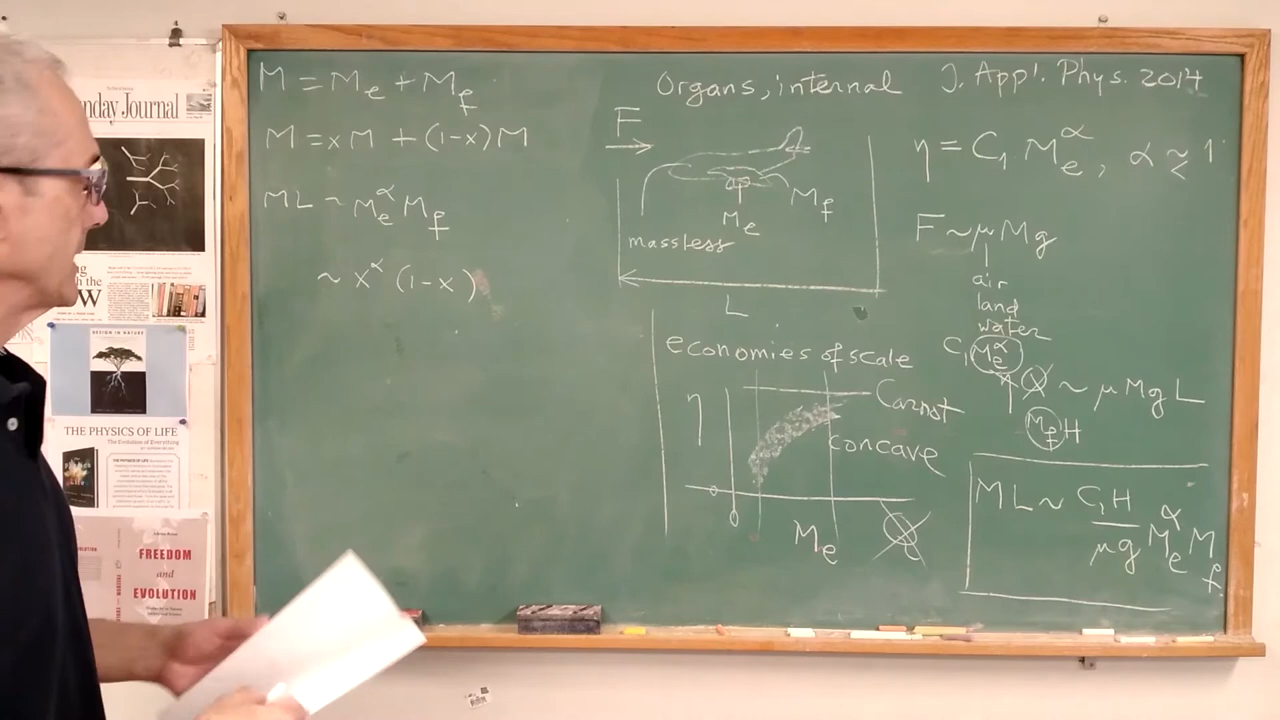 M = Me + Mf
M = xM + (1-x)M
ML ~ Me^α Mf
~ x^α (1-x)
Organs, internal J. Appl. Phys. 2014
F
Me
Mf
massless
L
η = C₁ Me^α, α ≲ 1
F ~ μMg
air
land
water
C₁ Me^α
Q ~ μMgL
Mf H
economies of scale
η
Carnot
concave
Me
Q
ML ~ C₁H/μg Me^α Mf
nday Journal
DESIGN IN NATURE
THE PHYSICS OF LIFE
The Evolution of Everything
FREEDOM
and
EVOLUTION